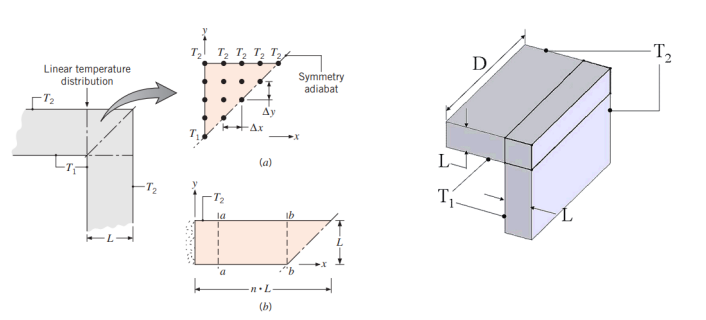 Linear temperature
distribution
T₂
T₁
T₂
L
y
T₂ T₂ T₂ T₂ T₂
Symmetry
adiabat
Δy
Δx
T₁
x
(a)
y
T₂
a
b
L
a
b
x
n·L
(b)
D
T₂
L
T₁
L